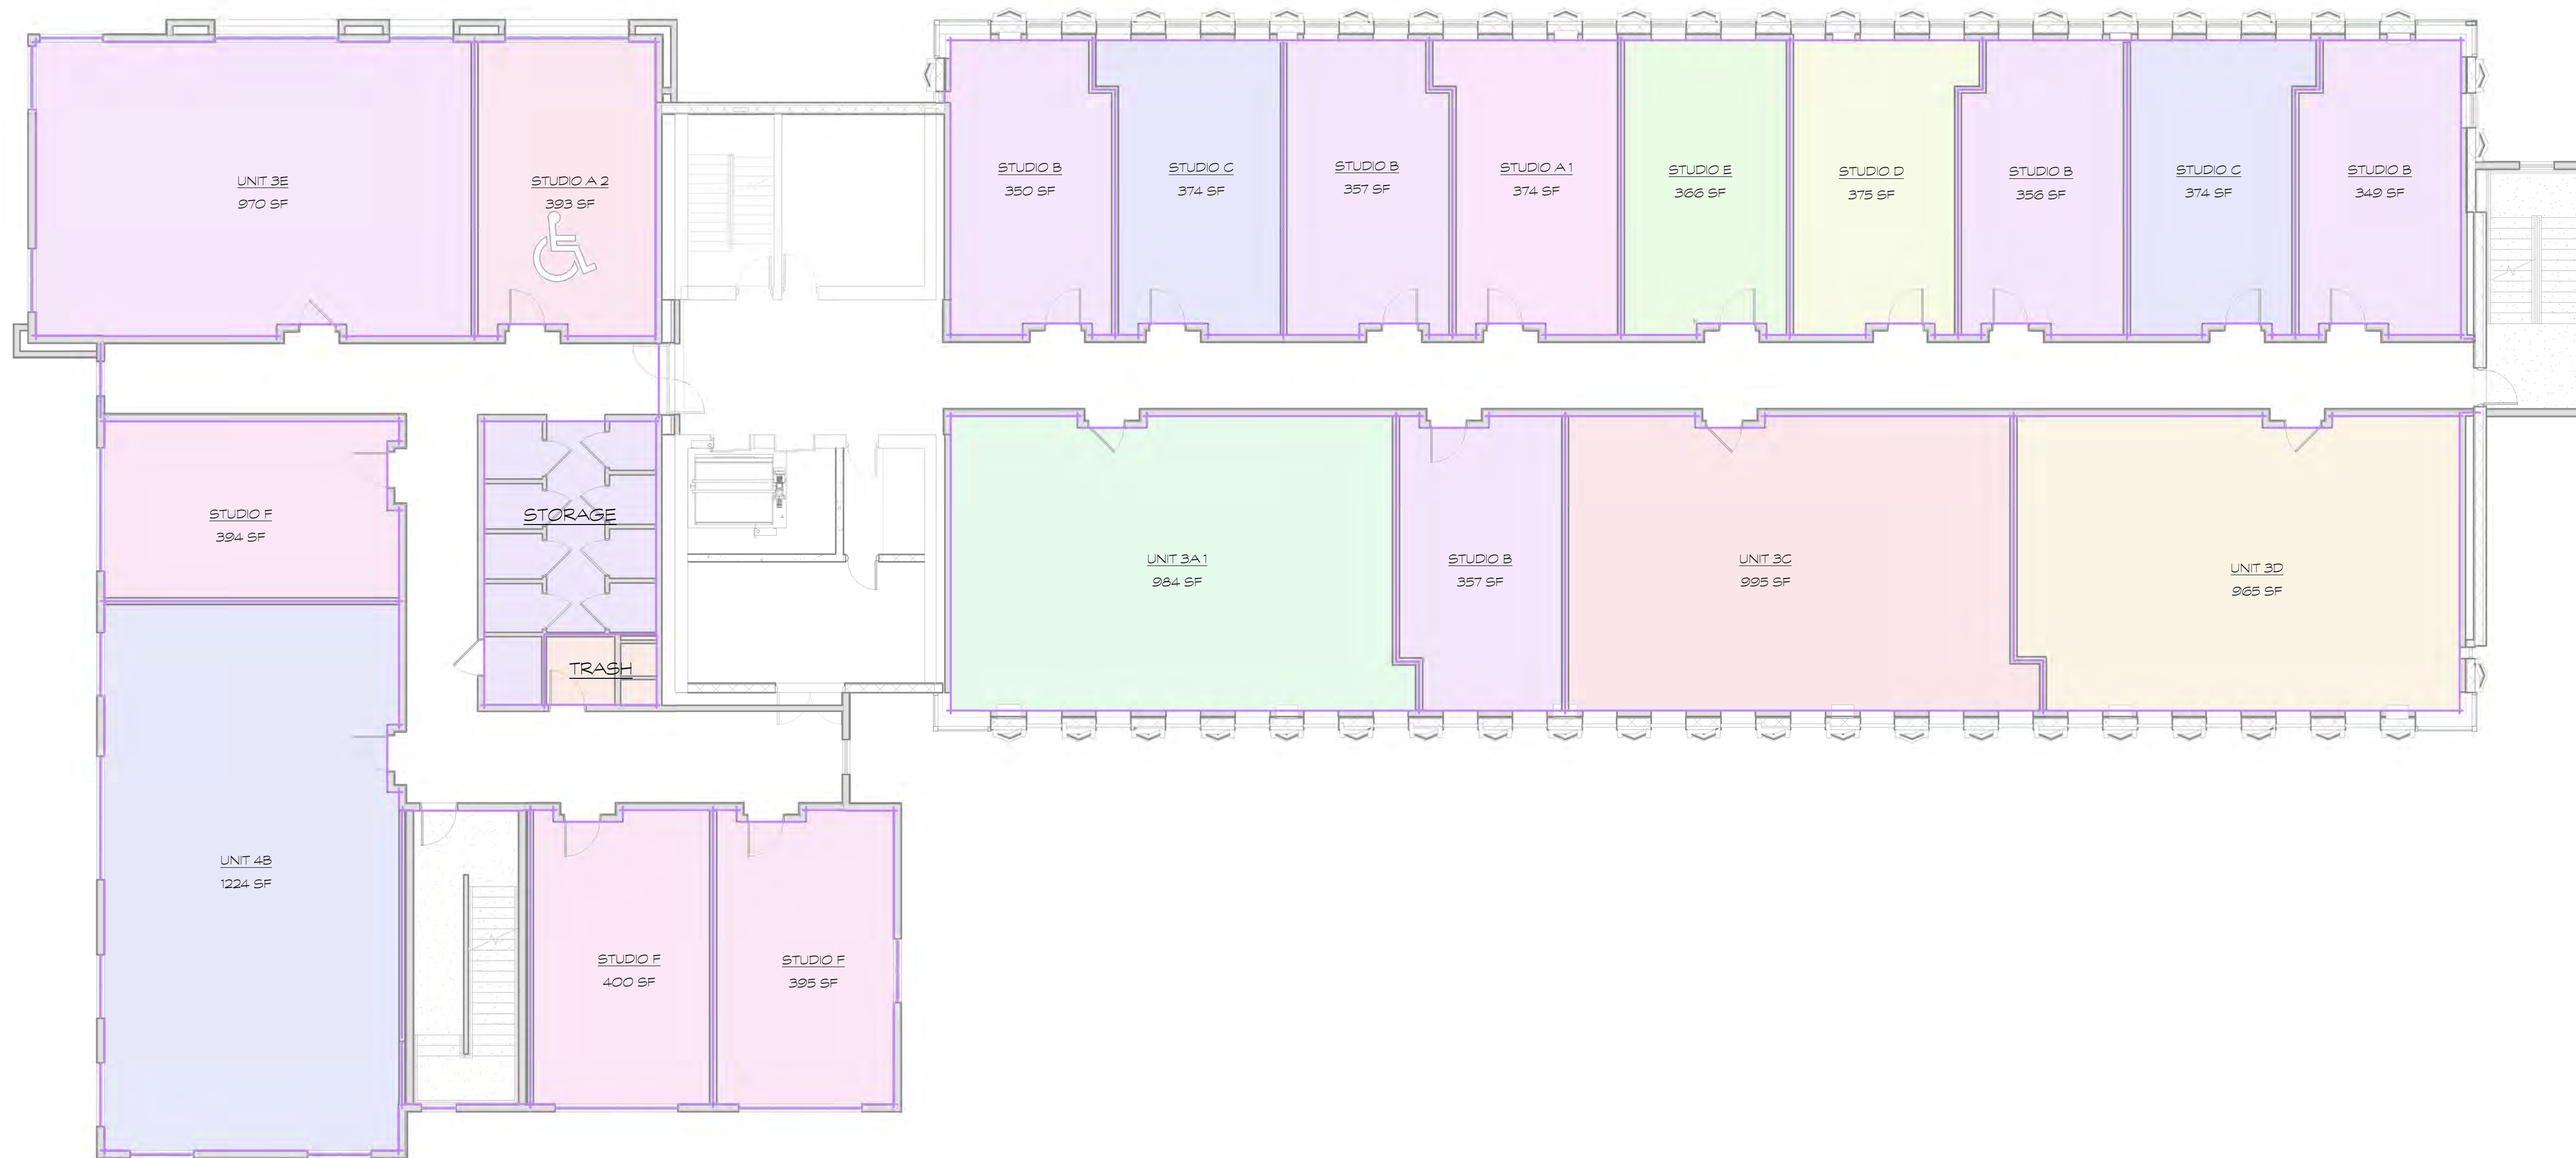 UNIT 3E
970 SF
STUDIO A 2
393 SF
STUDIO B
350 SF
STUDIO C
374 SF
STUDIO B
357 SF
STUDIO A 1
374 SF
STUDIO E
366 SF
STUDIO D
375 SF
STUDIO B
356 SF
STUDIO C
374 SF
STUDIO B
349 SF
STUDIO F
394 SF
STORAGE
TRASH
UNIT 3A 1
984 SF
STUDIO B
357 SF
UNIT 3C
995 SF
UNIT 3D
965 SF
UNIT 4B
1224 SF
STUDIO F
400 SF
STUDIO F
395 SF